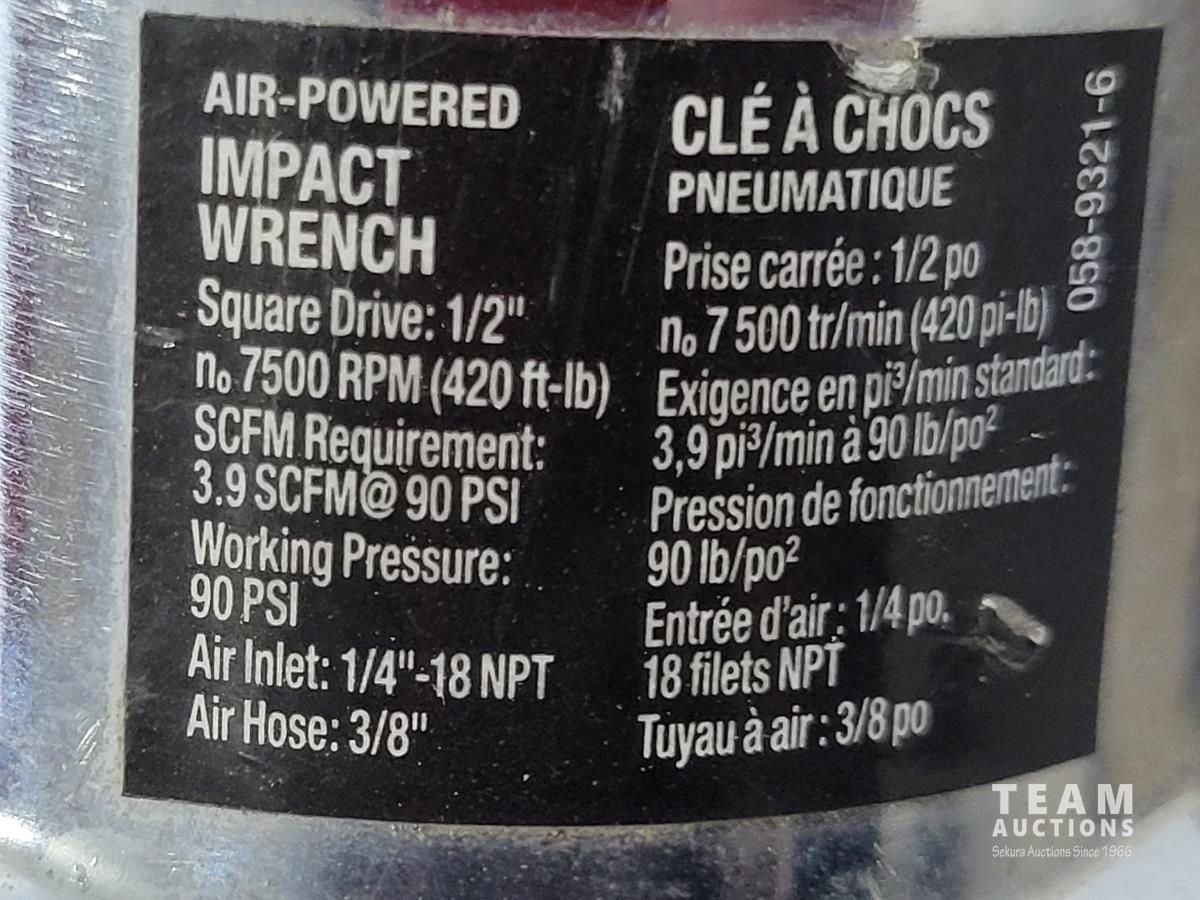 AIR-POWERED
IMPACT
WRENCH
Square Drive: 1/2"
n₀ 7500 RPM (420 ft-lb)
SCFM Requirement:
3.9 SCFM@ 90 PSI
Working Pressure:
90 PSI
Air Inlet: 1/4"-18 NPT
Air Hose: 3/8"
CLÉ À CHOCS
PNEUMATIQUE
Prise carrée : 1/2 po
n₀ 7 500 tr/min (420 pi-lb)
Exigence en pi³/min standard :
3,9 pi³/min à 90 lb/po²
Pression de fonctionnement :
90 lb/po²
Entrée d'air : 1/4 po.
18 filets NPT
Tuyau à air : 3/8 po
058-9321-6
TEAM
AUCTIONS
Sekura Auctions Since 1966